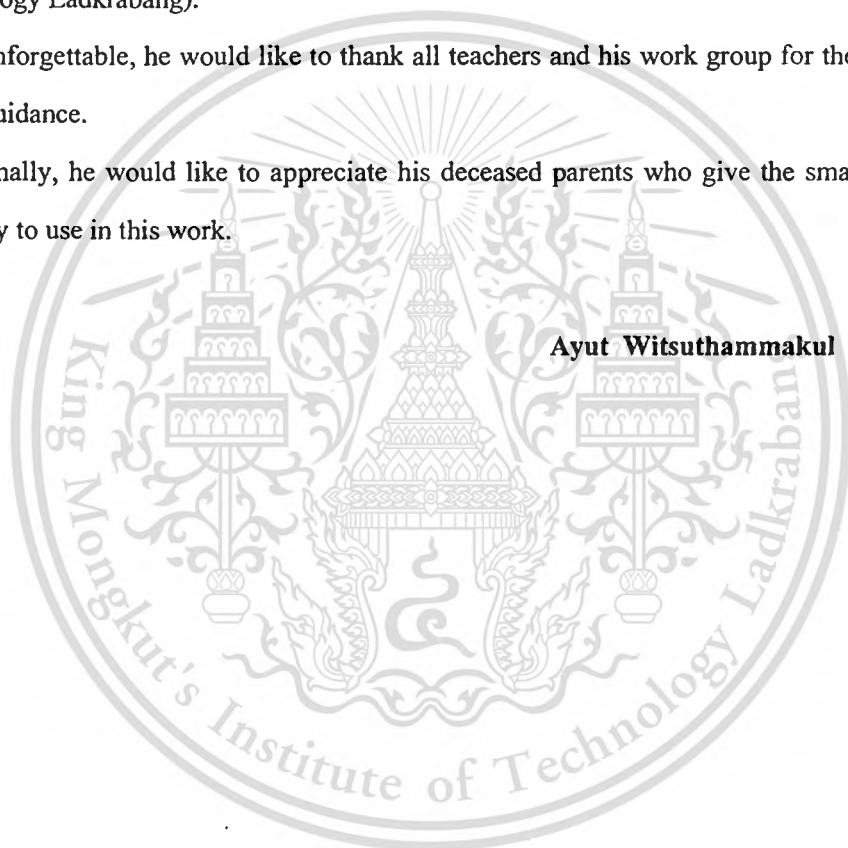 ogy Ladkrabang).
nforgettable, he would like to thank all teachers and his work group for the
uidance.
nally, he would like to appreciate his deceased parents who give the sma
y to use in this work.
Ayut Witsuthammakul
King Mongkut's Institute of Technology Ladkrabang